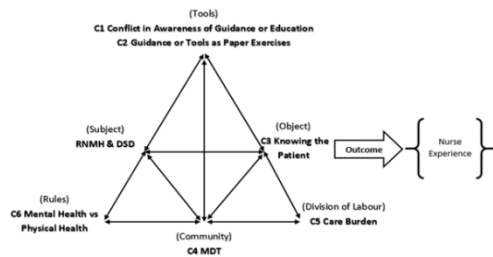 (Tools)
C1 Conflict in Awareness of Guidance or Education
C2 Guidance or Tools as Paper Exercises
(Subject)
RNMH & DSD
(Object)
C3 Knowing the
Patient
Outcome
Nurse
Experience
(Rules)
C6 Mental Health vs
Physical Health
(Community)
C4 MDT
(Division of Labour)
C5 Care Burden